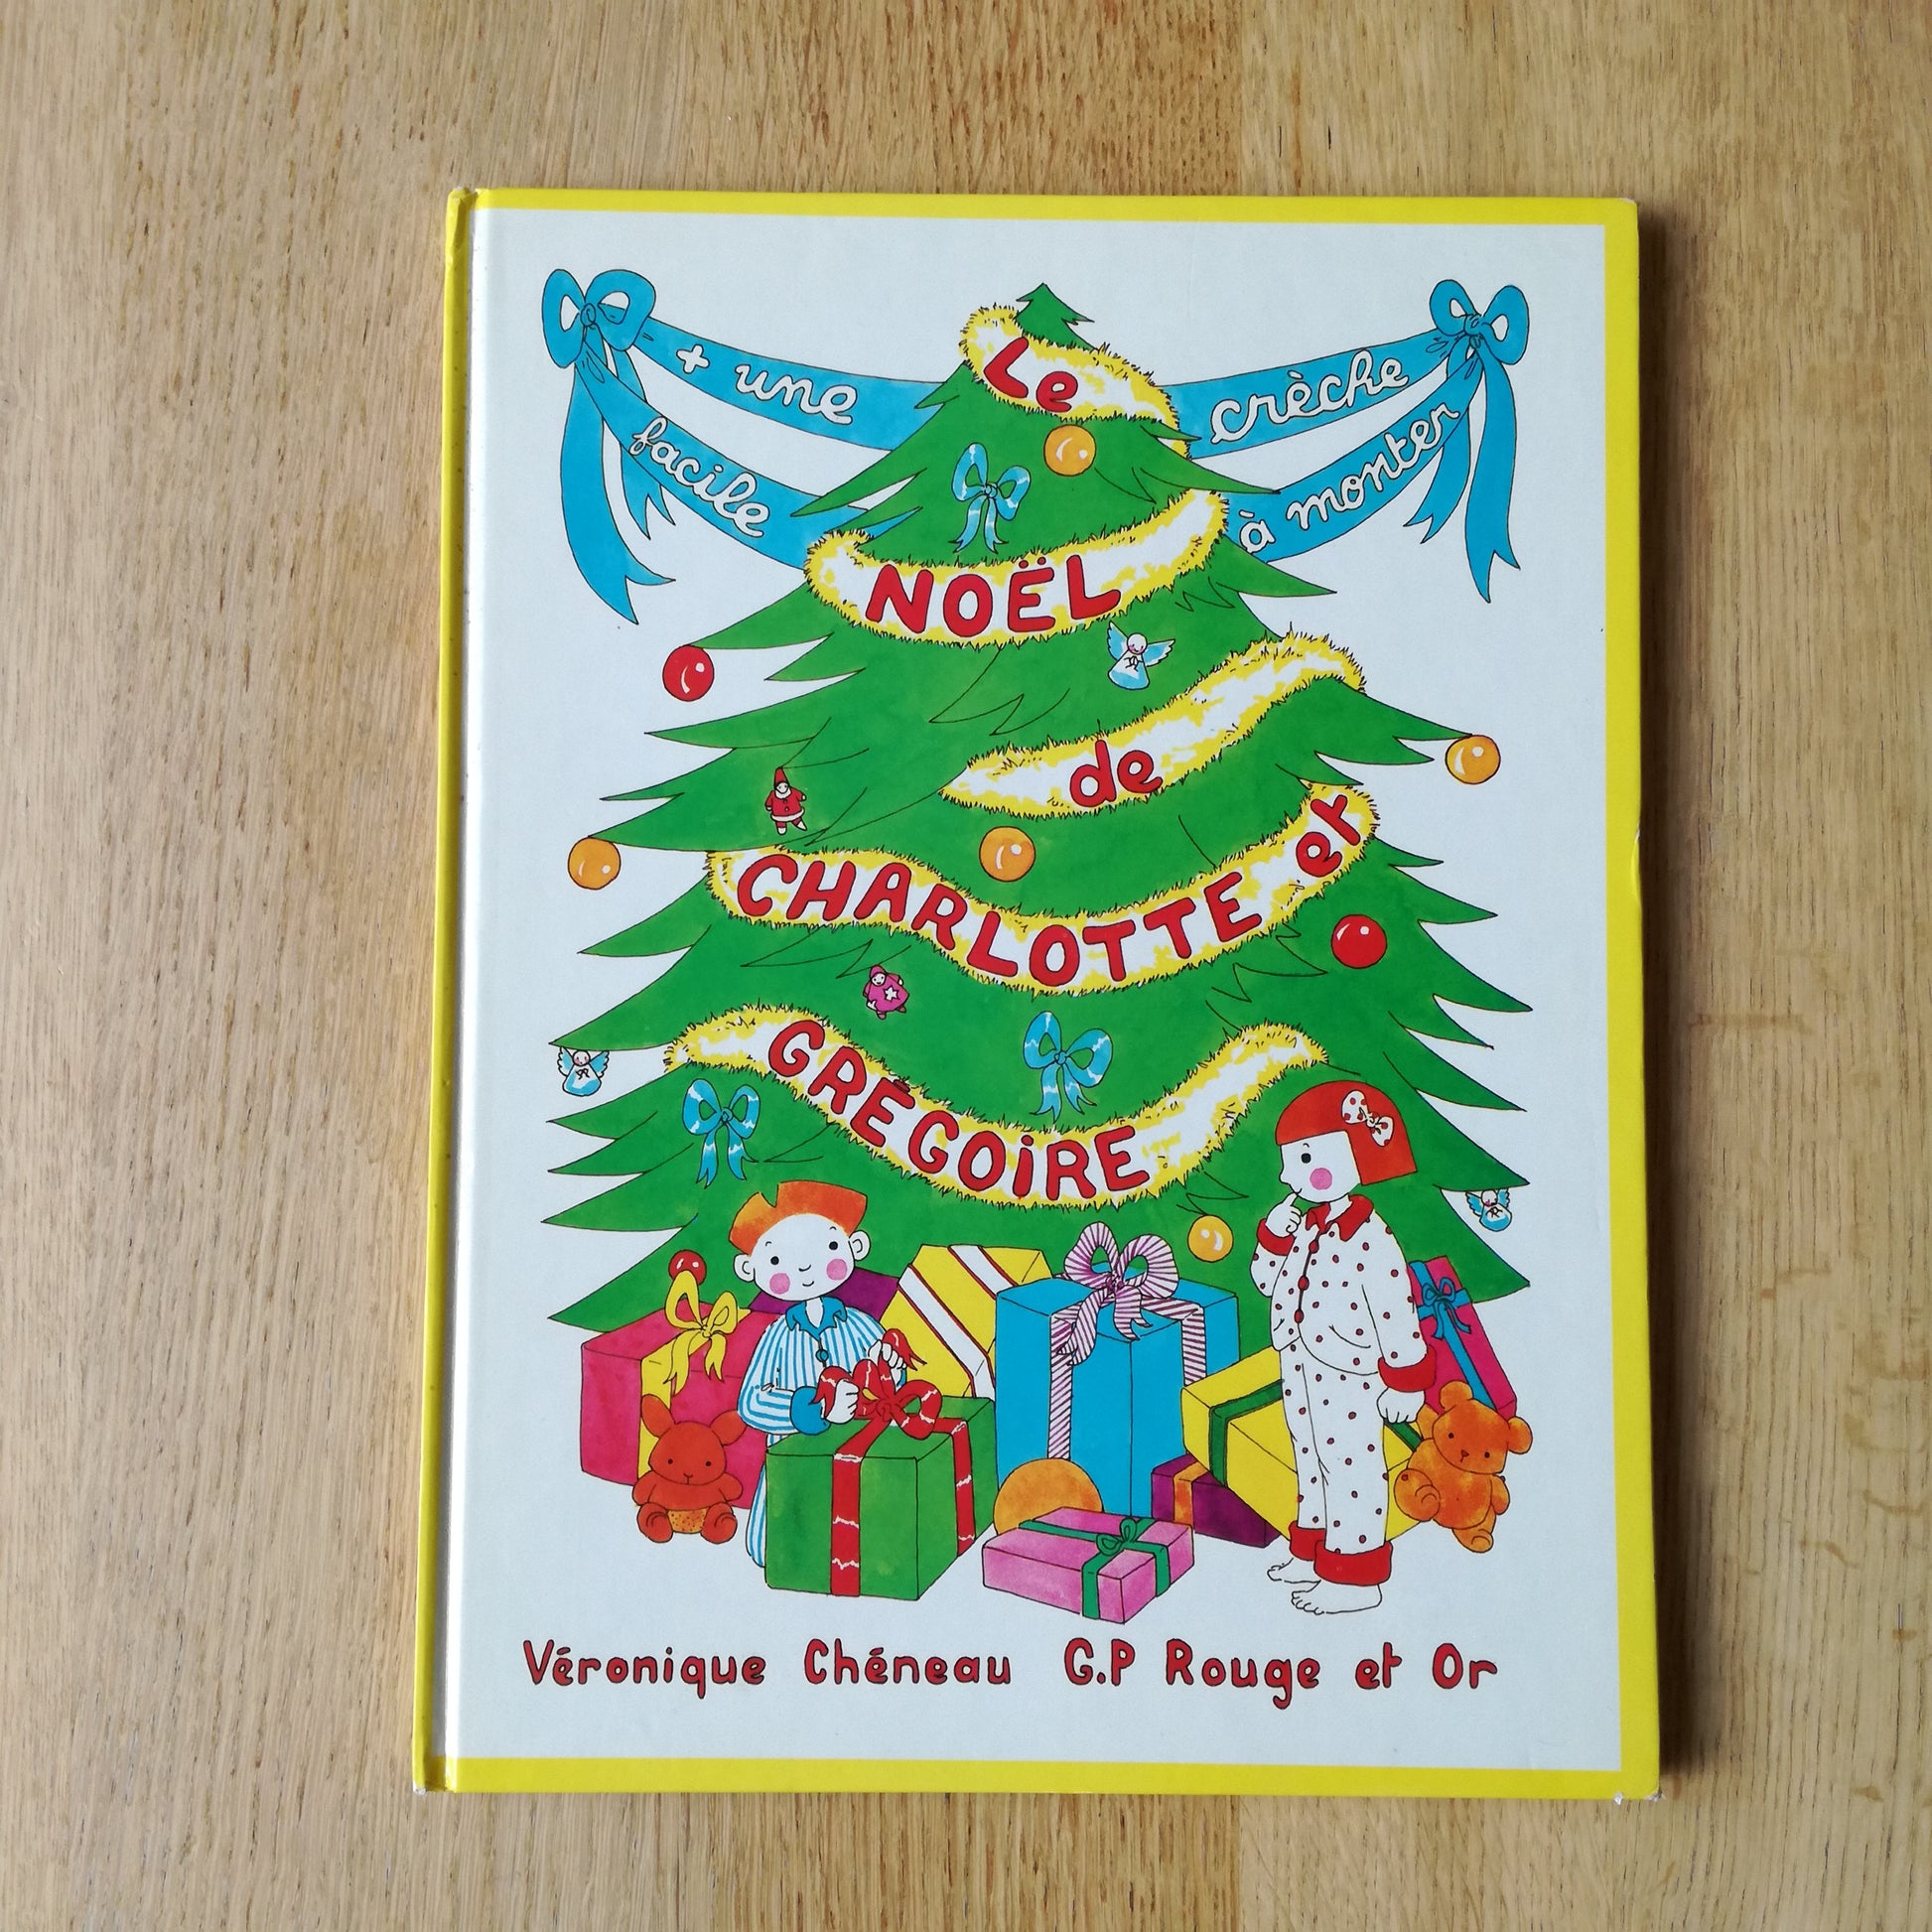 + une crèche
facile à monter
Le
NOËL
de
CHARLOTTE et
GRÉGOIRE
Véronique Chéneau G.P Rouge et Or